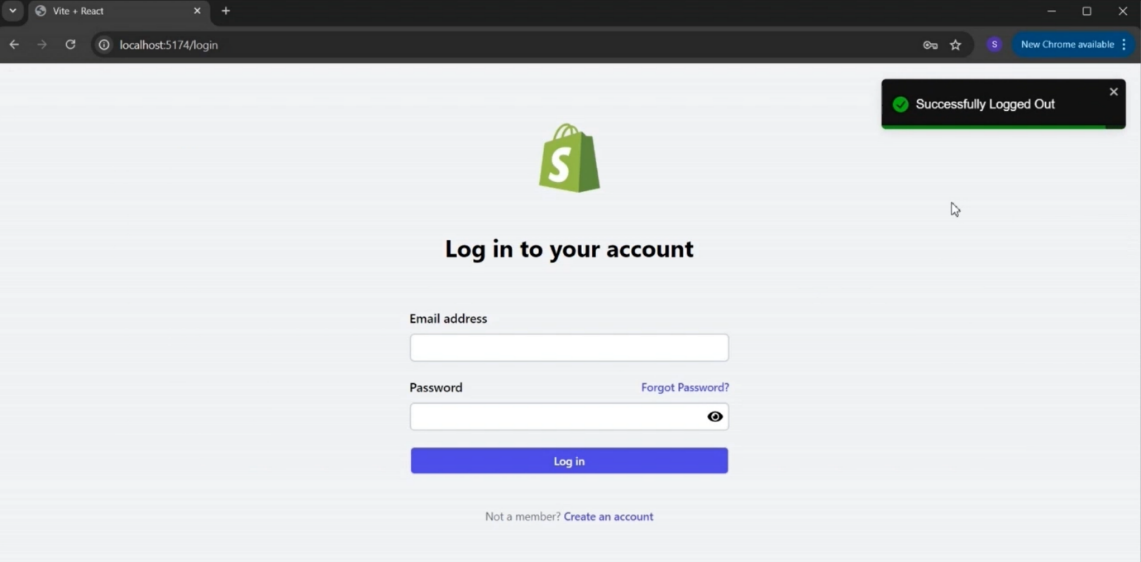 Vite + React
localhost:5174/login
S
New Chrome available
Successfully Logged Out
S
Log in to your account
Email address
Password
Forgot Password?
Log in
Not a member? Create an account